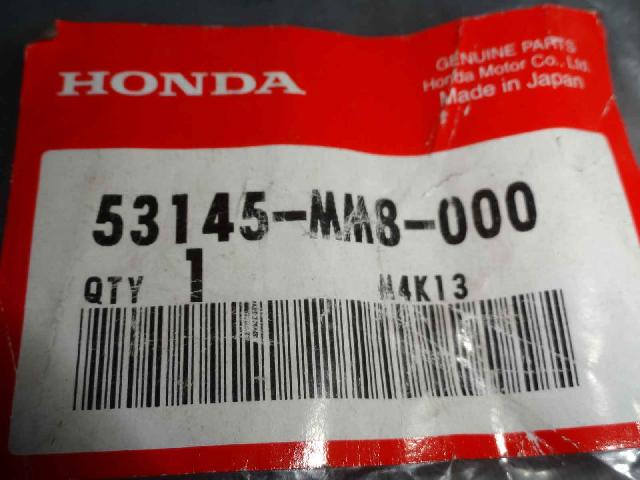 HONDA
GENUINE PARTS
Honda Motor Co., Ltd.
Made in Japan
53145-MM8-000
QTY 1 M4K13